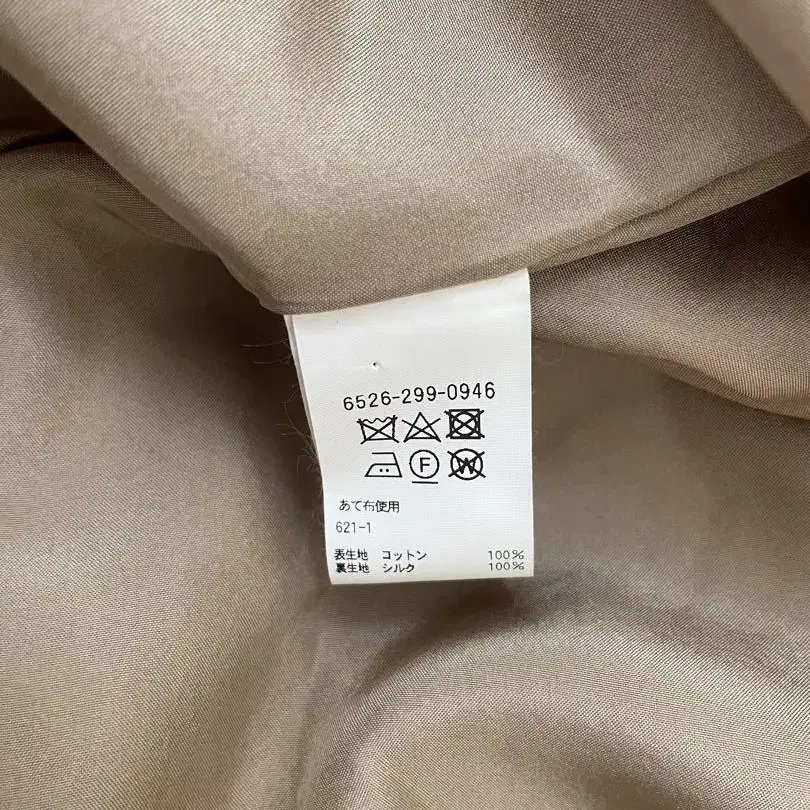 6526-299-0946
F W
あて布使用
621-1
表生地 コットン 100%
裏生地 シルク 100%